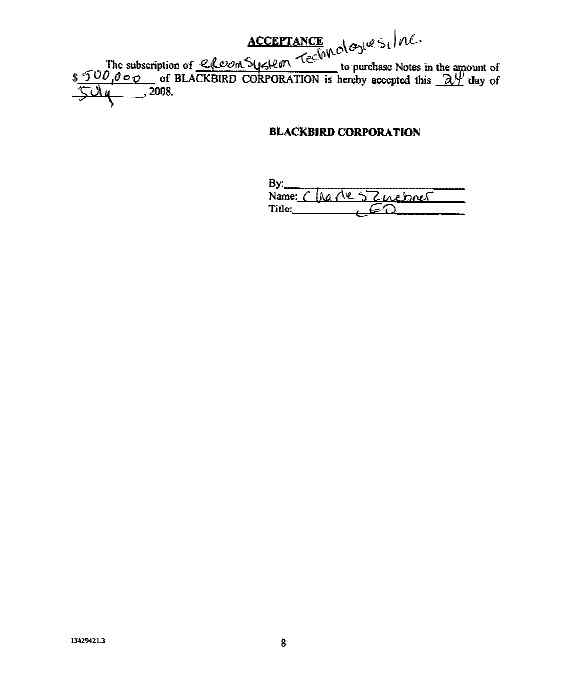 ACCEPTANCE
The subscription of eRoomSystem Technologies, Inc. to purchase Notes in the amount of
$ 500,000 of BLACKBIRD CORPORATION is hereby accepted this 24 day of
July, 2008.
BLACKBIRD CORPORATION
By:
Name: Charles Zuebner
Title: CEO
13429421.3
8